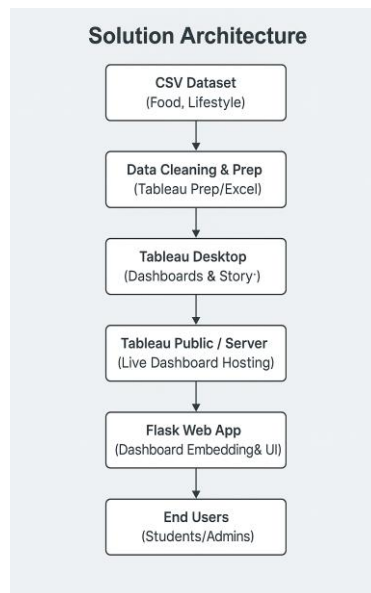 Solution Architecture
CSV Dataset
(Food, Lifestyle)
Data Cleaning & Prep
(Tableau Prep/Excel)
Tableau Desktop
(Dashboards & Story·)
Tableau Public / Server
(Live Dashboard Hosting)
Flask Web App
(Dashboard Embedding& UI)
End Users
(Students/Admins)